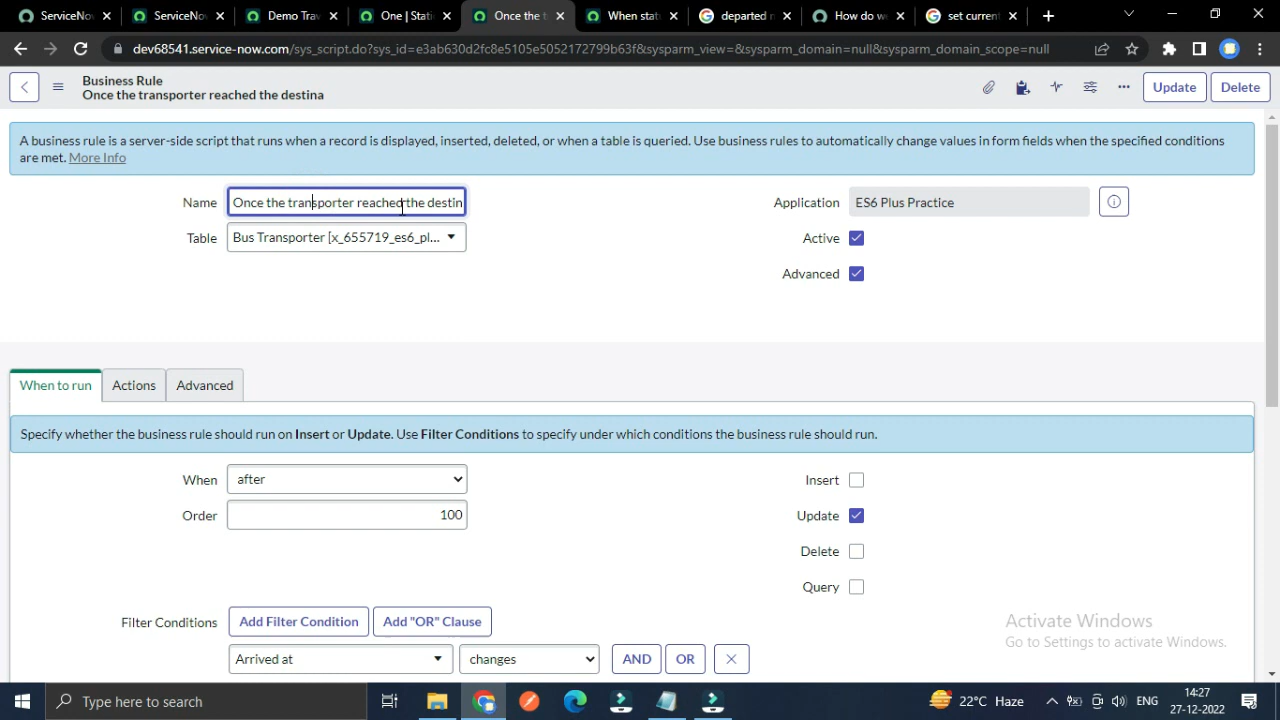 ServiceNo
ServiceNo
Demo Tra
One | Stati
Once the t
When stat
departed n
How do we
set curren
dev68541.service-now.com/sys_script.do?sys_id=e3ab630d2fc8e5105e5052172799b63f&sysparm_view=&sysparm_domain=null&sysparm_domain_scope=null
Business Rule
Once the transporter reached the destina
Update
Delete
A business rule is a server-side script that runs when a record is displayed, inserted, deleted, or when a table is queried. Use business rules to automatically change values in form fields when the specified conditions
are met. More Info
Name
Once the transporter reached the destin
Application
ES6 Plus Practice
Table
Bus Transporter [x_655719_es6_pl...
Active
Advanced
When to run
Actions
Advanced
Specify whether the business rule should run on Insert or Update. Use Filter Conditions to specify under which conditions the business rule should run.
When
after
Insert
Order
100
Update
Delete
Query
Filter Conditions
Add Filter Condition
Add "OR" Clause
Arrived at
changes
AND
OR
Activate Windows
Go to Settings to activate Windows.
Type here to search
22°C Haze
ENG
14:27
27-12-2022